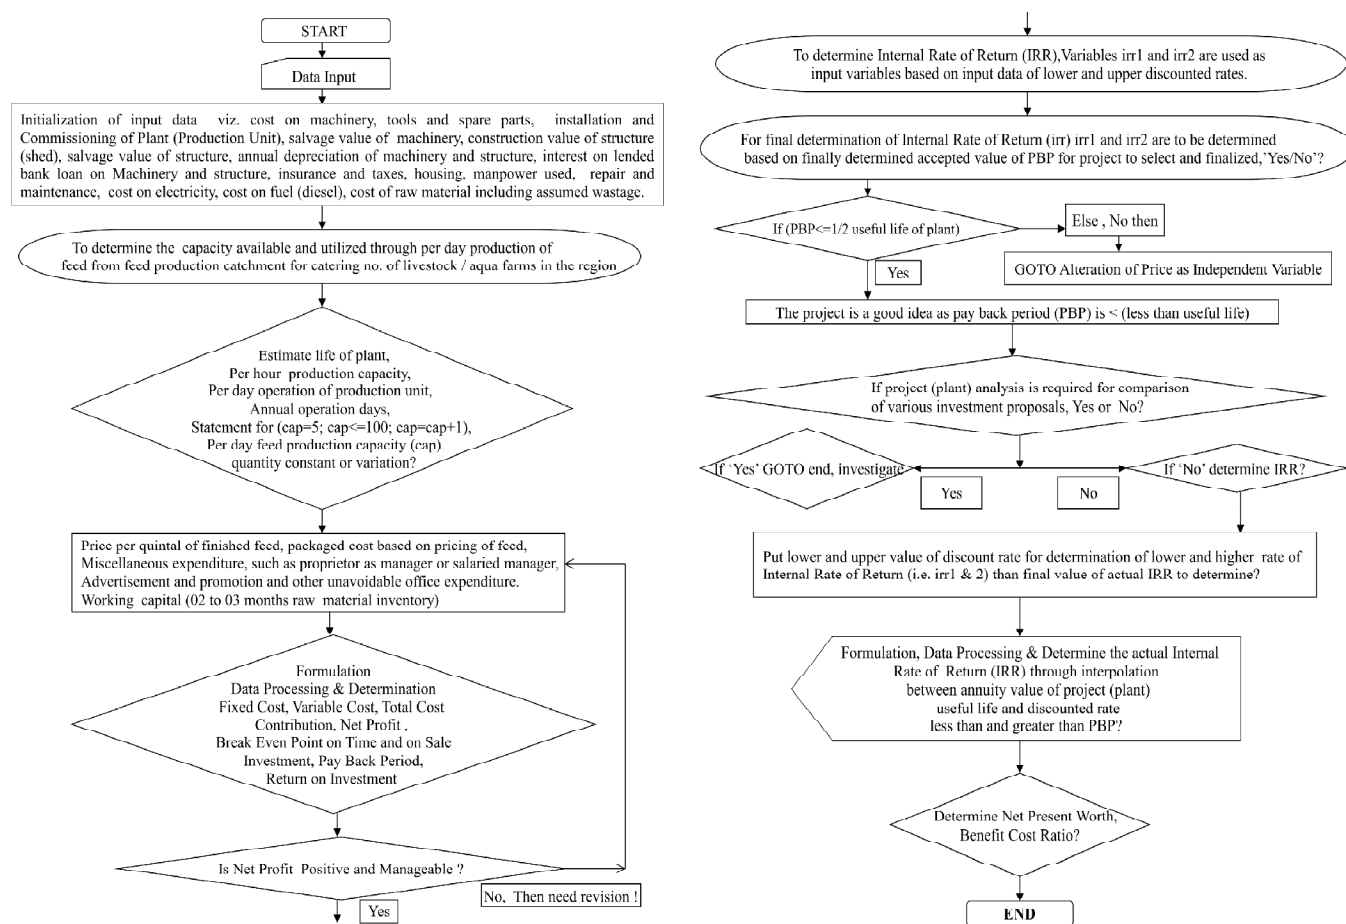 START
Data Input
Initialization of input data viz. cost on machinery, tools and spare parts, installation and
Commissioning of Plant (Production Unit), salvage value of machinery, construction value of structure
(shed), salvage value of structure, annual depreciation of machinery and structure, interest on lended
bank loan on Machinery and structure, insurance and taxes, housing, manpower used, repair and
maintenance, cost on electricity, cost on fuel (diesel), cost of raw material including assumed wastage.
To determine the capacity available and utilized through per day production of
feed from feed production catchment for catering no. of livestock / aqua farms in the region
Estimate life of plant,
Per hour production capacity,
Per day operation of production unit,
Annual operation days,
Statement for (cap=5; cap<=100; cap=cap+1),
Per day feed production capacity (cap)
quantity constant or variation?
Price per quintal of finished feed, packaged cost based on pricing of feed,
Miscellaneous expenditure, such as proprietor as manager or salaried manager,
Advertisement and promotion and other unavoidable office expenditure.
Working capital (02 to 03 months raw material inventory)
Formulation
Data Processing & Determination
Fixed Cost, Variable Cost, Total Cost
Contribution, Net Profit ,
Break Even Point on Time and on Sale
Investment, Pay Back Period,
Return on Investment
Is Net Profit Positive and Manageable ?
No, Then need revision !
Yes
To determine Internal Rate of Return (IRR),Variables irr1 and irr2 are used as
input variables based on input data of lower and upper discounted rates.
For final determination of Internal Rate of Return (irr) irr1 and irr2 are to be determined
based on finally determined accepted value of PBP for project to select and finalized,'Yes/No'?
If (PBP<=1/2 useful life of plant)
Else , No then
GOTO Alteration of Price as Independent Variable
Yes
The project is a good idea as pay back period (PBP) is < (less than useful life)
If project (plant) analysis is required for comparison
of various investment proposals, Yes or No?
If 'Yes' GOTO end, investigate
If 'No' determine IRR?
Yes
No
Put lower and upper value of discount rate for determination of lower and higher rate of
Internal Rate of Return (i.e. irr1 & 2) than final value of actual IRR to determine?
Formulation, Data Processing & Determine the actual Internal
Rate of Return (IRR) through interpolation
between annuity value of project (plant)
useful life and discounted rate
less than and greater than PBP?
Determine Net Present Worth,
Benefit Cost Ratio?
END